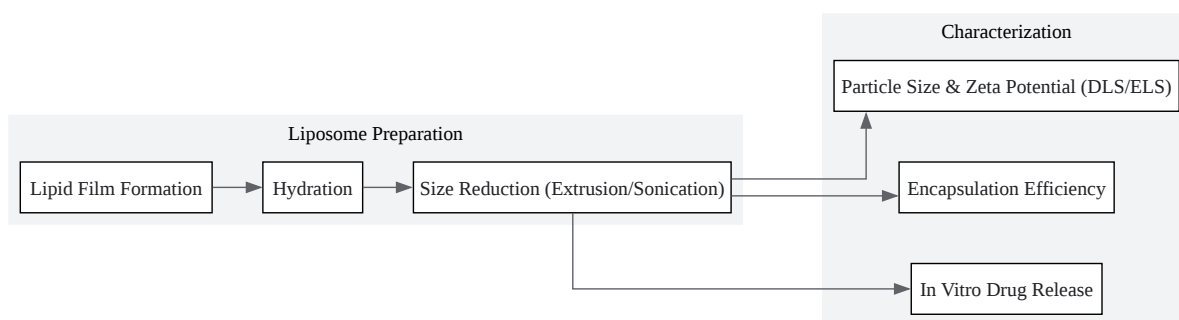 Liposome Preparation
Lipid Film Formation
Hydration
Size Reduction (Extrusion/Sonication)
Characterization
Particle Size & Zeta Potential (DLS/ELS)
Encapsulation Efficiency
In Vitro Drug Release